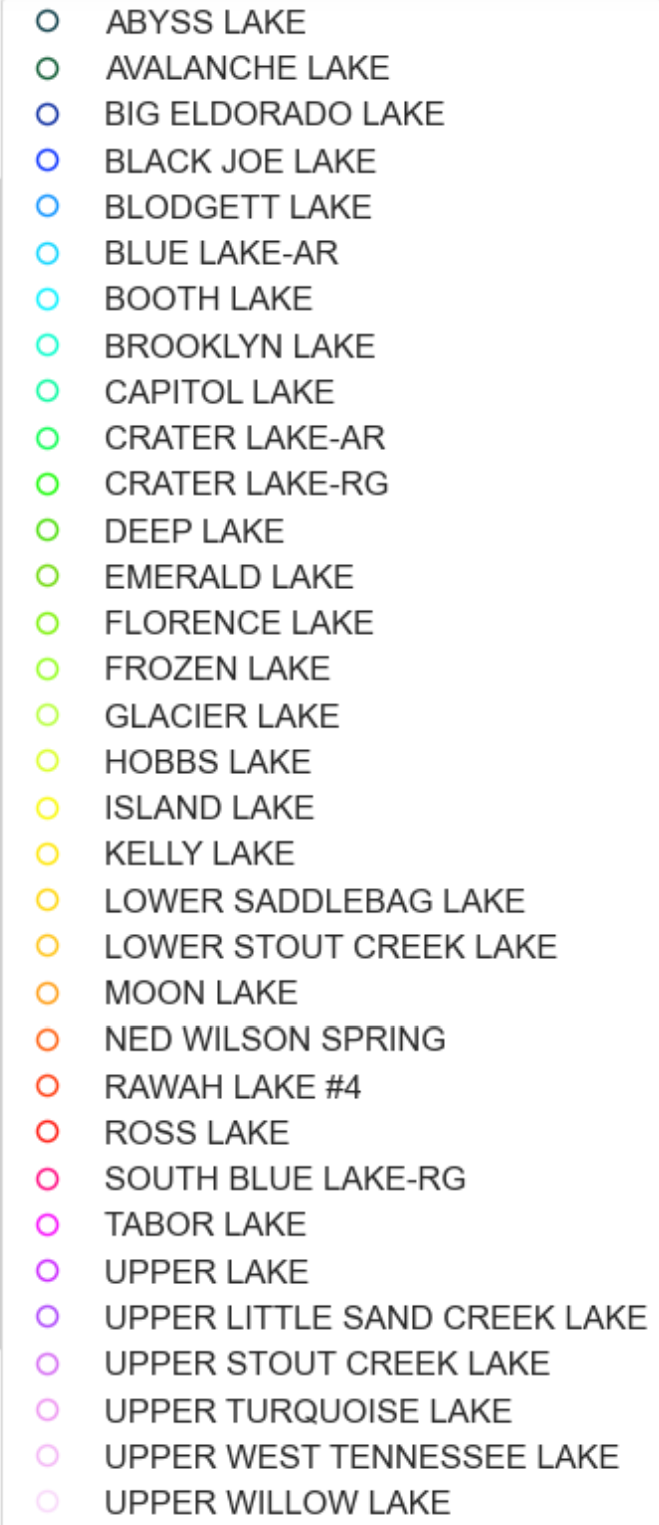 ABYSS LAKE
AVALANCHE LAKE
BIG ELDORADO LAKE
BLACK JOE LAKE
BLODGETT LAKE
BLUE LAKE-AR
BOOTH LAKE
BROOKLYN LAKE
CAPITOL LAKE
CRATER LAKE-AR
CRATER LAKE-RG
DEEP LAKE
EMERALD LAKE
FLORENCE LAKE
FROZEN LAKE
GLACIER LAKE
HOBBS LAKE
ISLAND LAKE
KELLY LAKE
LOWER SADDLEBAG LAKE
LOWER STOUT CREEK LAKE
MOON LAKE
NED WILSON SPRING
RAWAH LAKE #4
ROSS LAKE
SOUTH BLUE LAKE-RG
TABOR LAKE
UPPER LAKE
UPPER LITTLE SAND CREEK LAKE
UPPER STOUT CREEK LAKE
UPPER TURQUOISE LAKE
UPPER WEST TENNESSEE LAKE
UPPER WILLOW LAKE